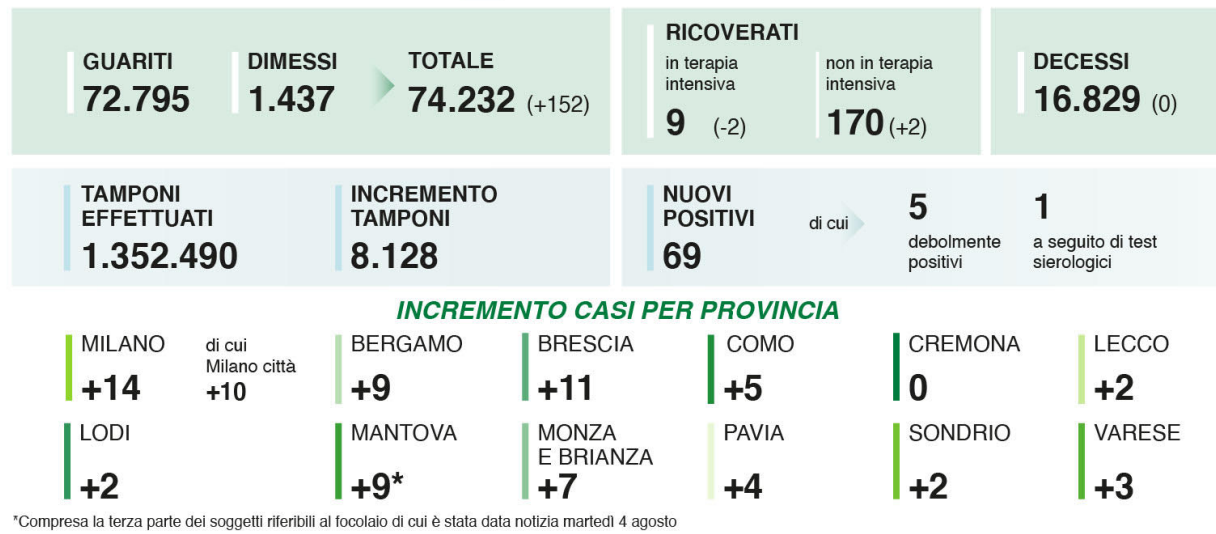 GUARITI
72.795
DIMESSI
1.437
TOTALE
74.232 (+152)
RICOVERATI
in terapia
intensiva
9 (-2)
non in terapia
intensiva
170 (+2)
DECESSI
16.829 (0)
TAMPONI
EFFETTUATI
1.352.490
INCREMENTO
TAMPONI
8.128
NUOVI
POSITIVI
69
di cui
5
debolmente
positivi
1
a seguito di test
sierologici
INCREMENTO CASI PER PROVINCIA
MILANO
+14
di cui
Milano città
+10
BERGAMO
+9
BRESCIA
+11
COMO
+5
CREMONA
0
LECCO
+2
LODI
+2
MANTOVA
+9*
MONZA
E BRIANZA
+7
PAVIA
+4
SONDRIO
+2
VARESE
+3
*Compresa la terza parte dei soggetti riferibili al focolaio di cui è stata data notizia martedì 4 agosto